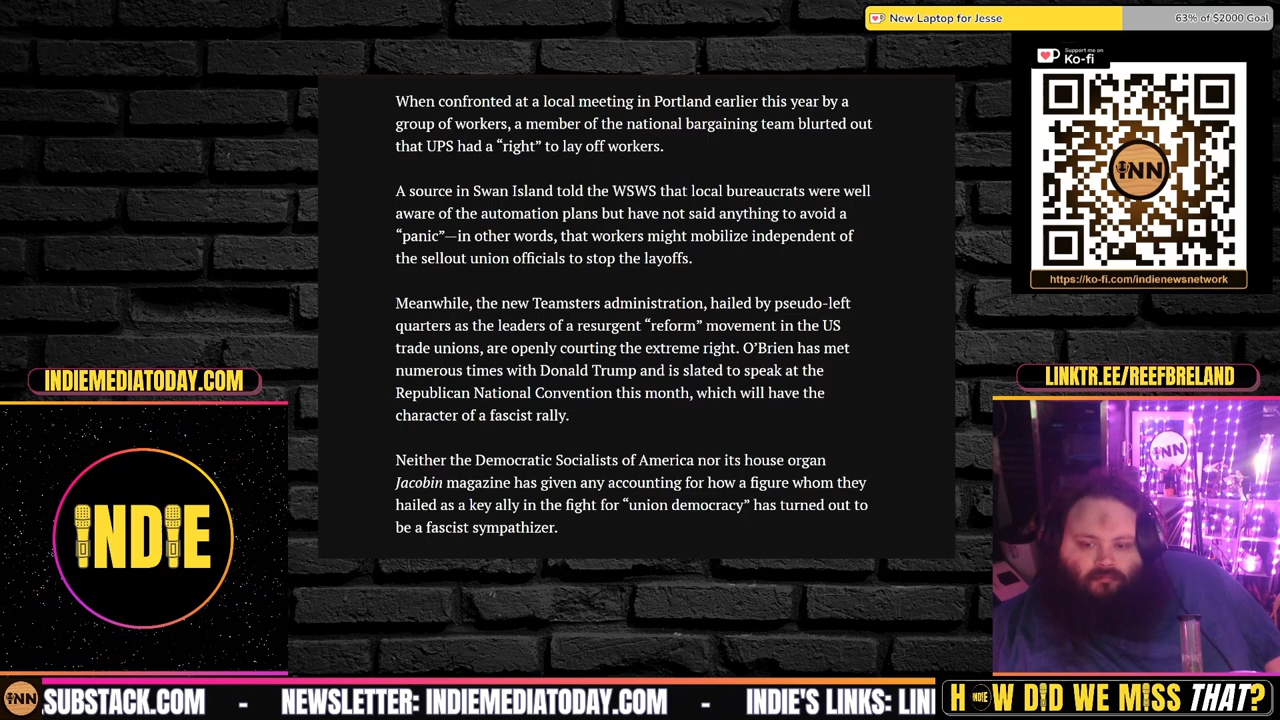 New Laptop for Jesse
63% of $2000 Goal
Support me on
Ko-fi
iNN
https://ko-fi.com/indienewsnetwork
When confronted at a local meeting in Portland earlier this year by a
group of workers, a member of the national bargaining team blurted out
that UPS had a “right” to lay off workers.
A source in Swan Island told the WSWS that local bureaucrats were well
aware of the automation plans but have not said anything to avoid a
“panic”—in other words, that workers might mobilize independent of
the sellout union officials to stop the layoffs.
Meanwhile, the new Teamsters administration, hailed by pseudo-left
quarters as the leaders of a resurgent “reform” movement in the US
trade unions, are openly courting the extreme right. O’Brien has met
numerous times with Donald Trump and is slated to speak at the
Republican National Convention this month, which will have the
character of a fascist rally.
Neither the Democratic Socialists of America nor its house organ
Jacobin magazine has given any accounting for how a figure whom they
hailed as a key ally in the fight for “union democracy” has turned out to
be a fascist sympathizer.
INDIEMEDIATODAY.COM
INDIE
LINKTR.EE/REEFBRELAND
iNN
iNN
.SUBSTACK.COM - NEWSLETTER: INDIEMEDIATODAY.COM - INDIE'S LINKS: LIN
HOW DID WE MISS THAT?